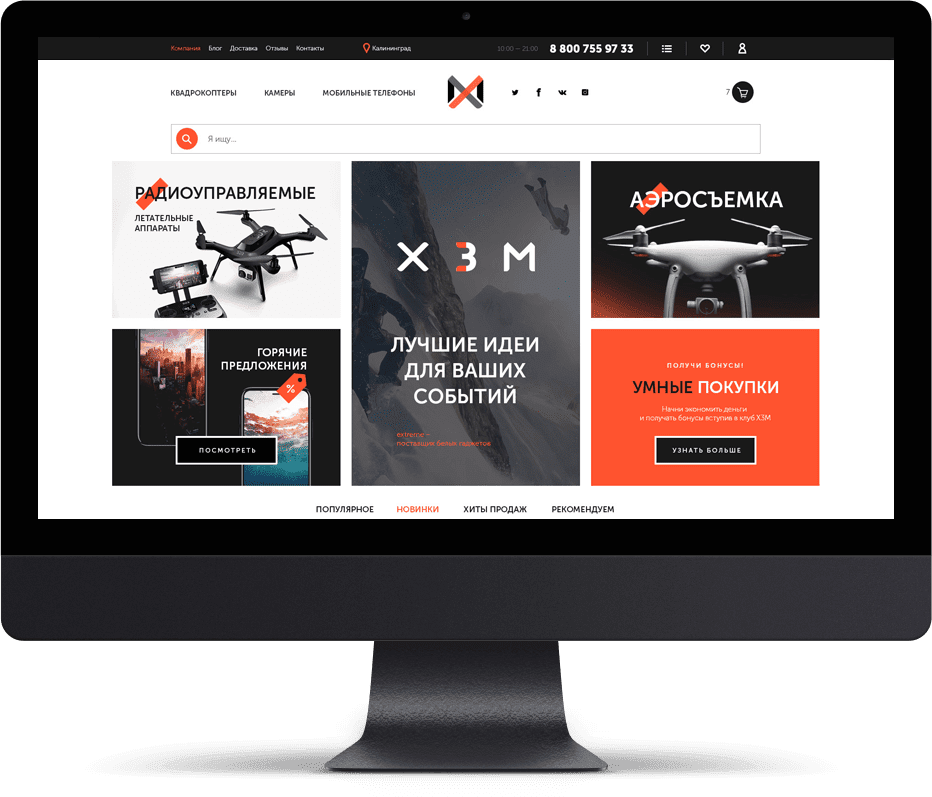 Компания Блог Доставка Отзывы Контакты Калининград 10:00 — 21:00 8 800 755 97 33
КВАДРОКОПТЕРЫ КАМЕРЫ МОБИЛЬНЫЕ ТЕЛЕФОНЫ 7
Я ищу...
РАДИОУПРАВЛЯЕМЫЕ
ЛЕТАТЕЛЬНЫЕ
АППАРАТЫ
X3M
ЛУЧШИЕ ИДЕИ
ДЛЯ ВАШИХ
СОБЫТИЙ
поставщик белых гаджетов
АЭРОСЪЕМКА
ГОРЯЧИЕ
ПРЕДЛОЖЕНИЯ
%
ПОСМОТРЕТЬ
ПОЛУЧИ БОНУСЫ!
УМНЫЕ ПОКУПКИ
Начни экономить деньги
и получать бонусы вступив в клуб X3M
УЗНАТЬ БОЛЬШЕ
ПОПУЛЯРНОЕ НОВИНКИ ХИТЫ ПРОДАЖ РЕКОМЕНДУЕМ